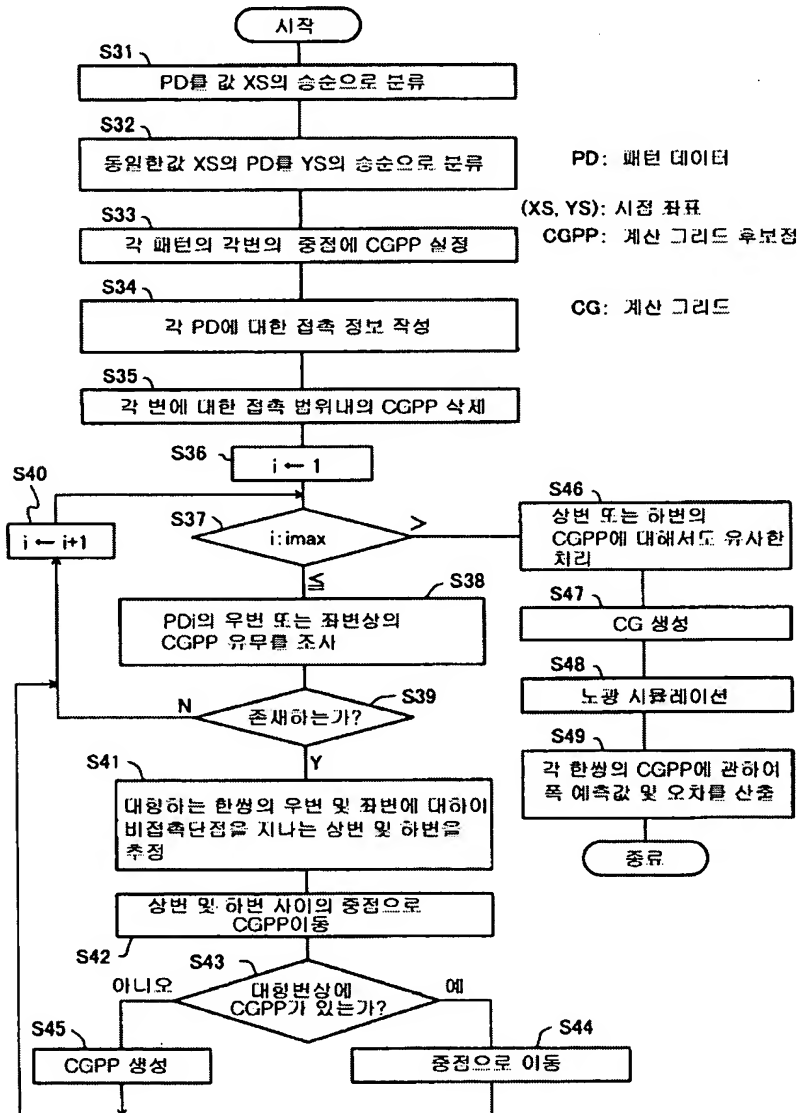 시작
S31
PD를 값 XS의 승순으로 분류
S32
동일한값 XS의 PD를 YS의 승순으로 분류
PD: 패턴 데이터
(XS, YS): 시점 좌표
S33
각 패턴의 각변의 중점에 CGPP 설정
CGPP: 계산 그리드 후보점
S34
각 PD에 대한 접촉 정보 작성
CG: 계산 그리드
S35
각 변에 대한 접촉 범위내의 CGPP 삭제
S36
i ← 1
S40
i ← i+1
S37
i:imax
>
≦
S46
상변 또는 하변의
CGPP에 대해서도 유사한
처리
S38
PDi의 우변 또는 좌변상의
CGPP 유무를 조사
S47
CG 생성
S39
존재하는가?
N
Y
S48
노광 시뮬레이션
S49
각 한쌍의 CGPP에 관하여
폭 예측값 및 오차를 산출
종료
S41
대향하는 한쌍의 우변 및 좌변에 대하이
비접촉단점을 지나는 상변 및 하변을
추정
S42
상변 및 하변 사이의 중점으로
CGPP이동
S43
대향변상에
CGPP가 있는가?
아니오
예
S45
CGPP 생성
S44
중점으로 이동